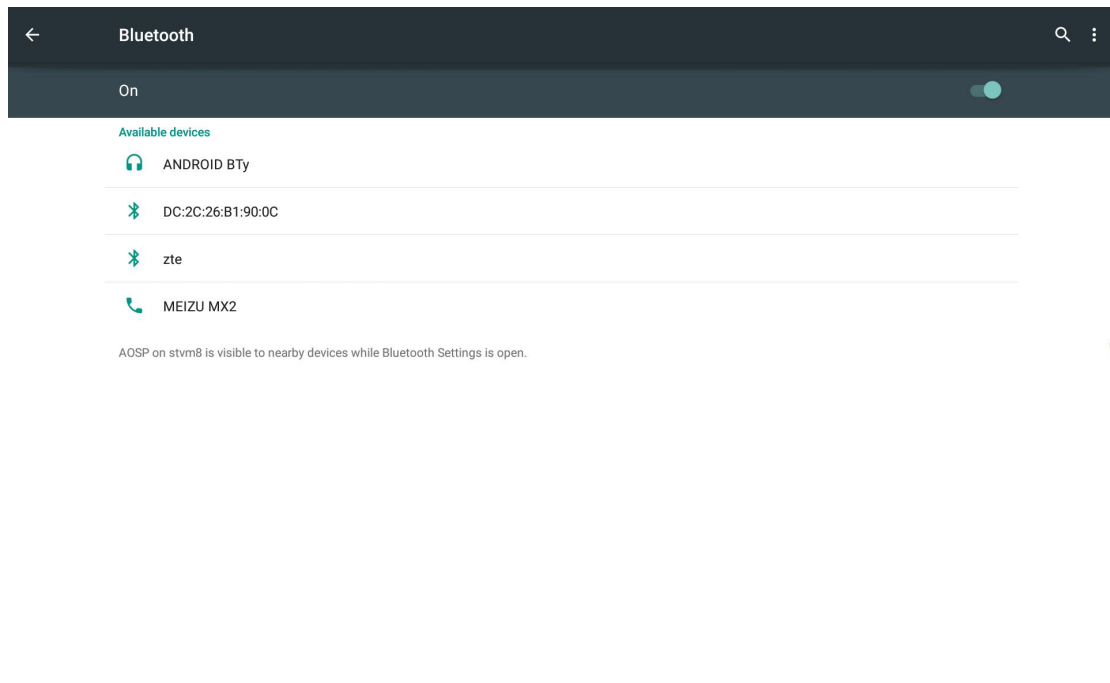 Bluetooth
On
Available devices
ANDROID BTy
DC:2C:26:B1:90:0C
zte
MEIZU MX2
AOSP on stvm8 is visible to nearby devices while Bluetooth Settings is open.